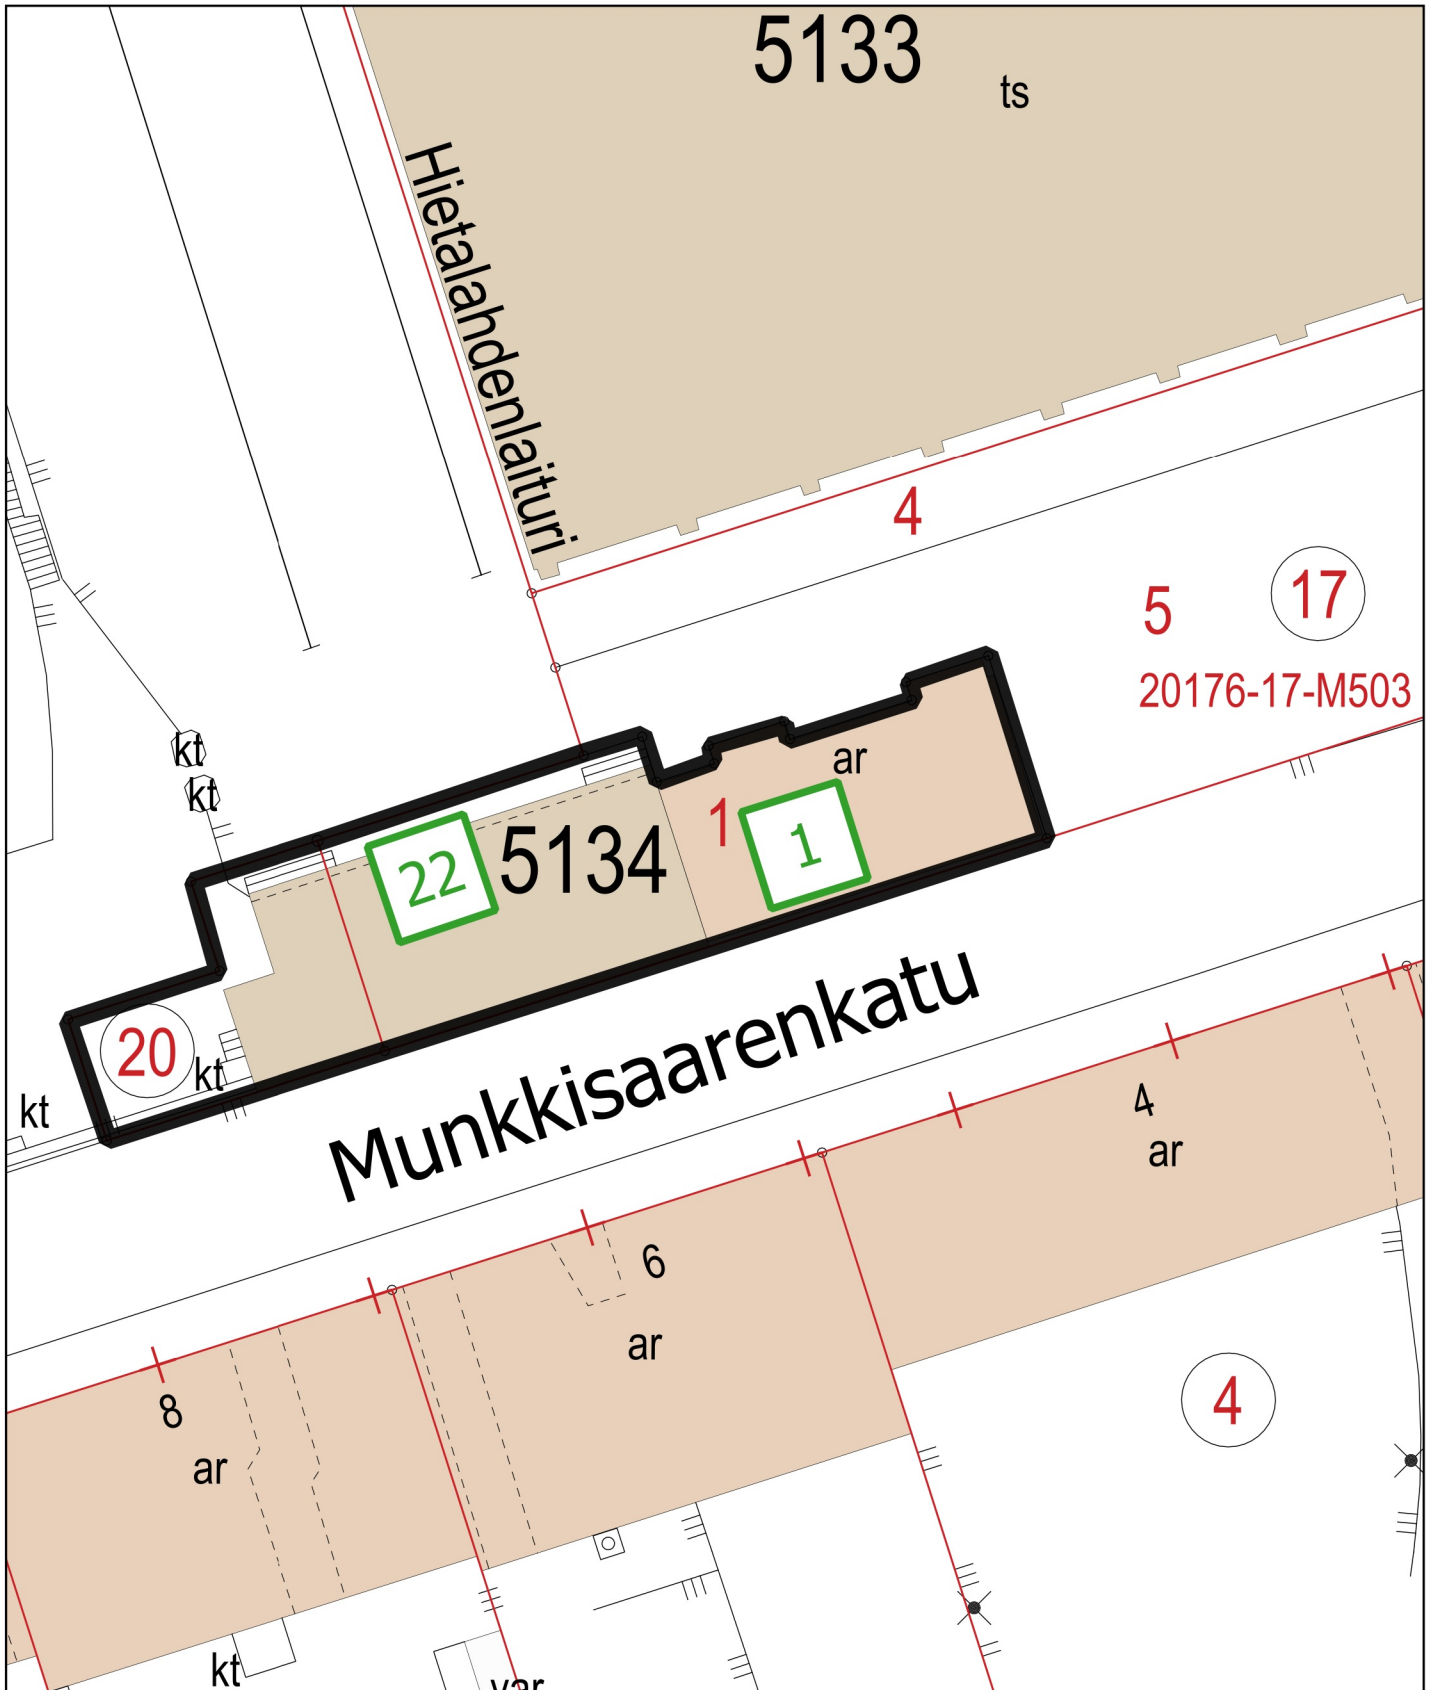 5133
ts
Hietalahdenlaituri
4
17
5
20176-17-M503
kt
kt
ar
1
1
5134
22
20
kt
kt
Munkkisaarenkatu
4
ar
6
ar
8
ar
4
kt
var